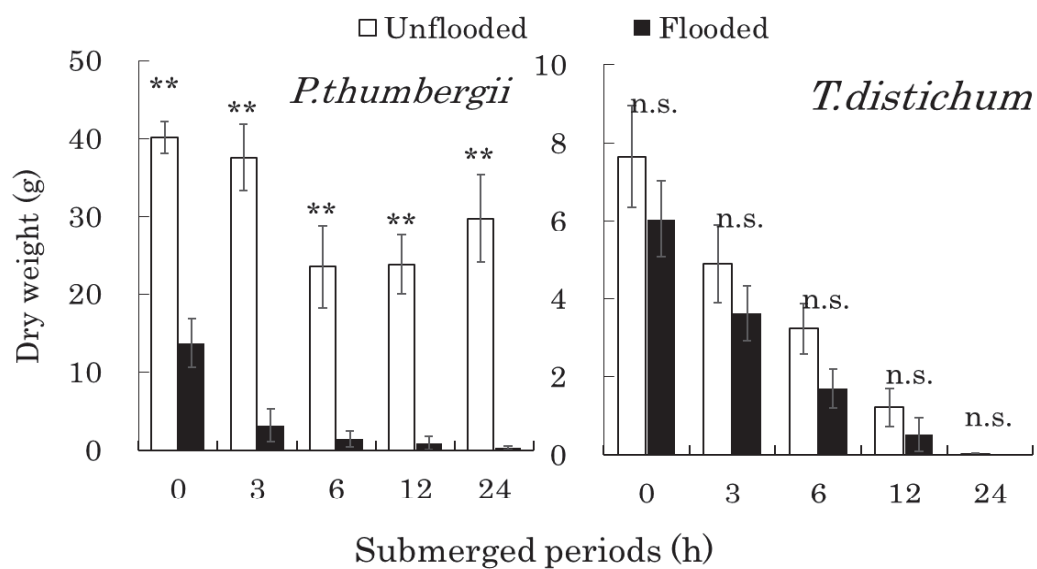 Unflooded Flooded
P.thumbergii
T.distichum
Dry weight (g)
50
40
30
20
10
0
** ** ** ** **
0 3 6 12 24
10
8
6
4
2
0
n.s.
n.s.
n.s.
n.s.
n.s.
0 3 6 12 24
Submerged periods (h)